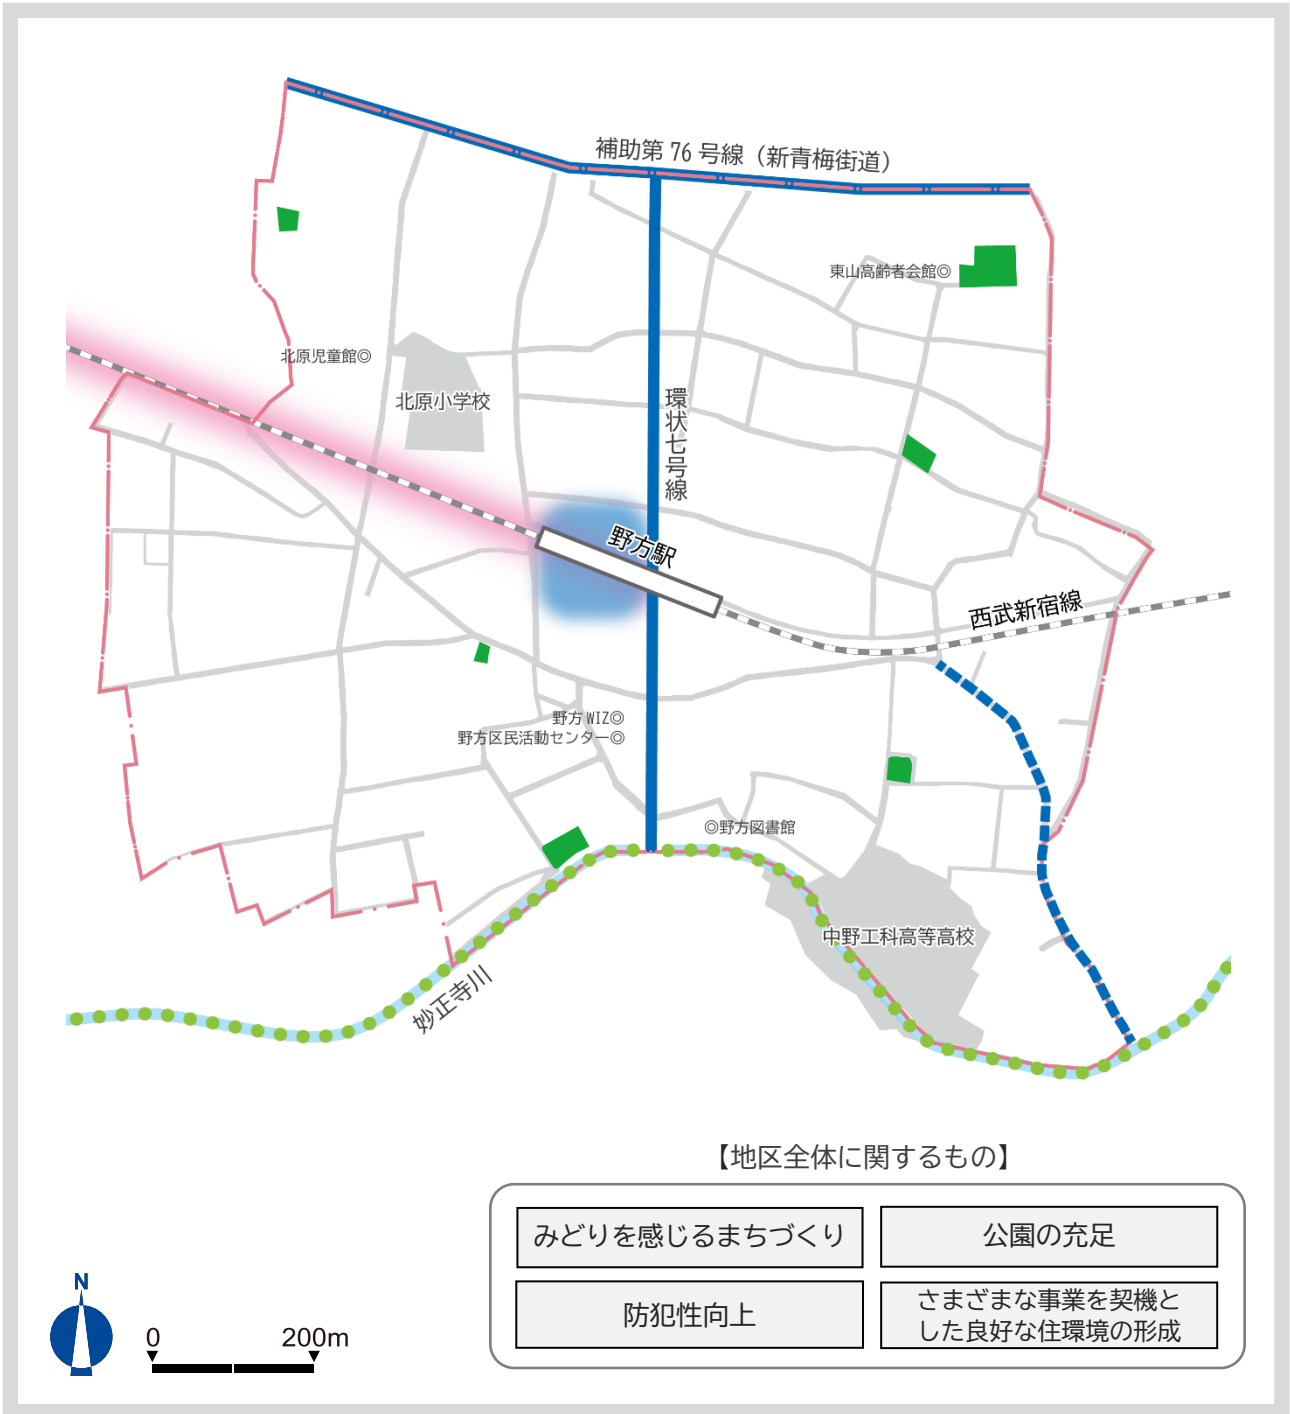 補助第 76 号線（新青梅街道）
東山高齢者会館◎
北原児童館◎
北原小学校
環状七号線
野方駅
西武新宿線
野方 WIZ◎
野方区民活動センター◎
◎野方図書館
中野工科高等高校
妙正寺川
【地区全体に関するもの】
みどりを感じるまちづくり
公園の充足
防犯性向上
さまざまな事業を契機と
した良好な住環境の形成
N
0
200m